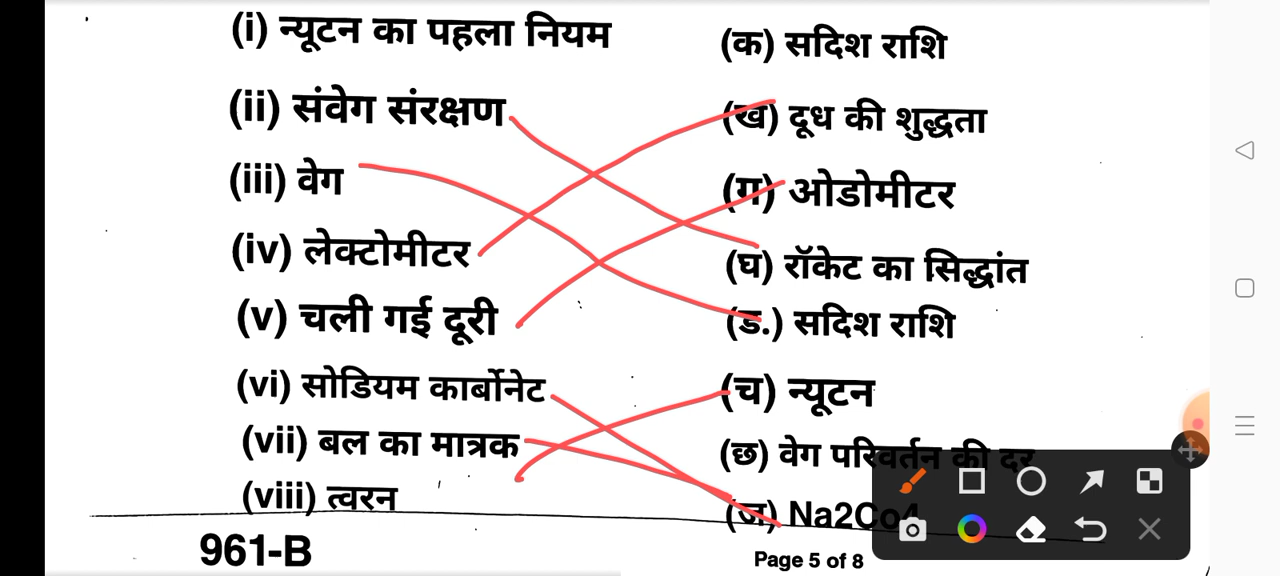 (i) न्यूटन का पहला नियम
(क) सदिश राशि
(ii) संवेग संरक्षण
(ख) दूध की शुद्धता
(iii) वेग
(ग) ओडोमीटर
(iv) लेक्टोमीटर
(घ) रॉकेट का सिद्धांत
(v) चली गई दूरी
(ड.) सदिश राशि
(vi) सोडियम कार्बोनेट
(च) न्यूटन
(vii) बल का मात्रक
(छ) वेग परिवर्तन की दर
(viii) त्वरन
(ज) Na2Co4
961-B
Page 5 of 8